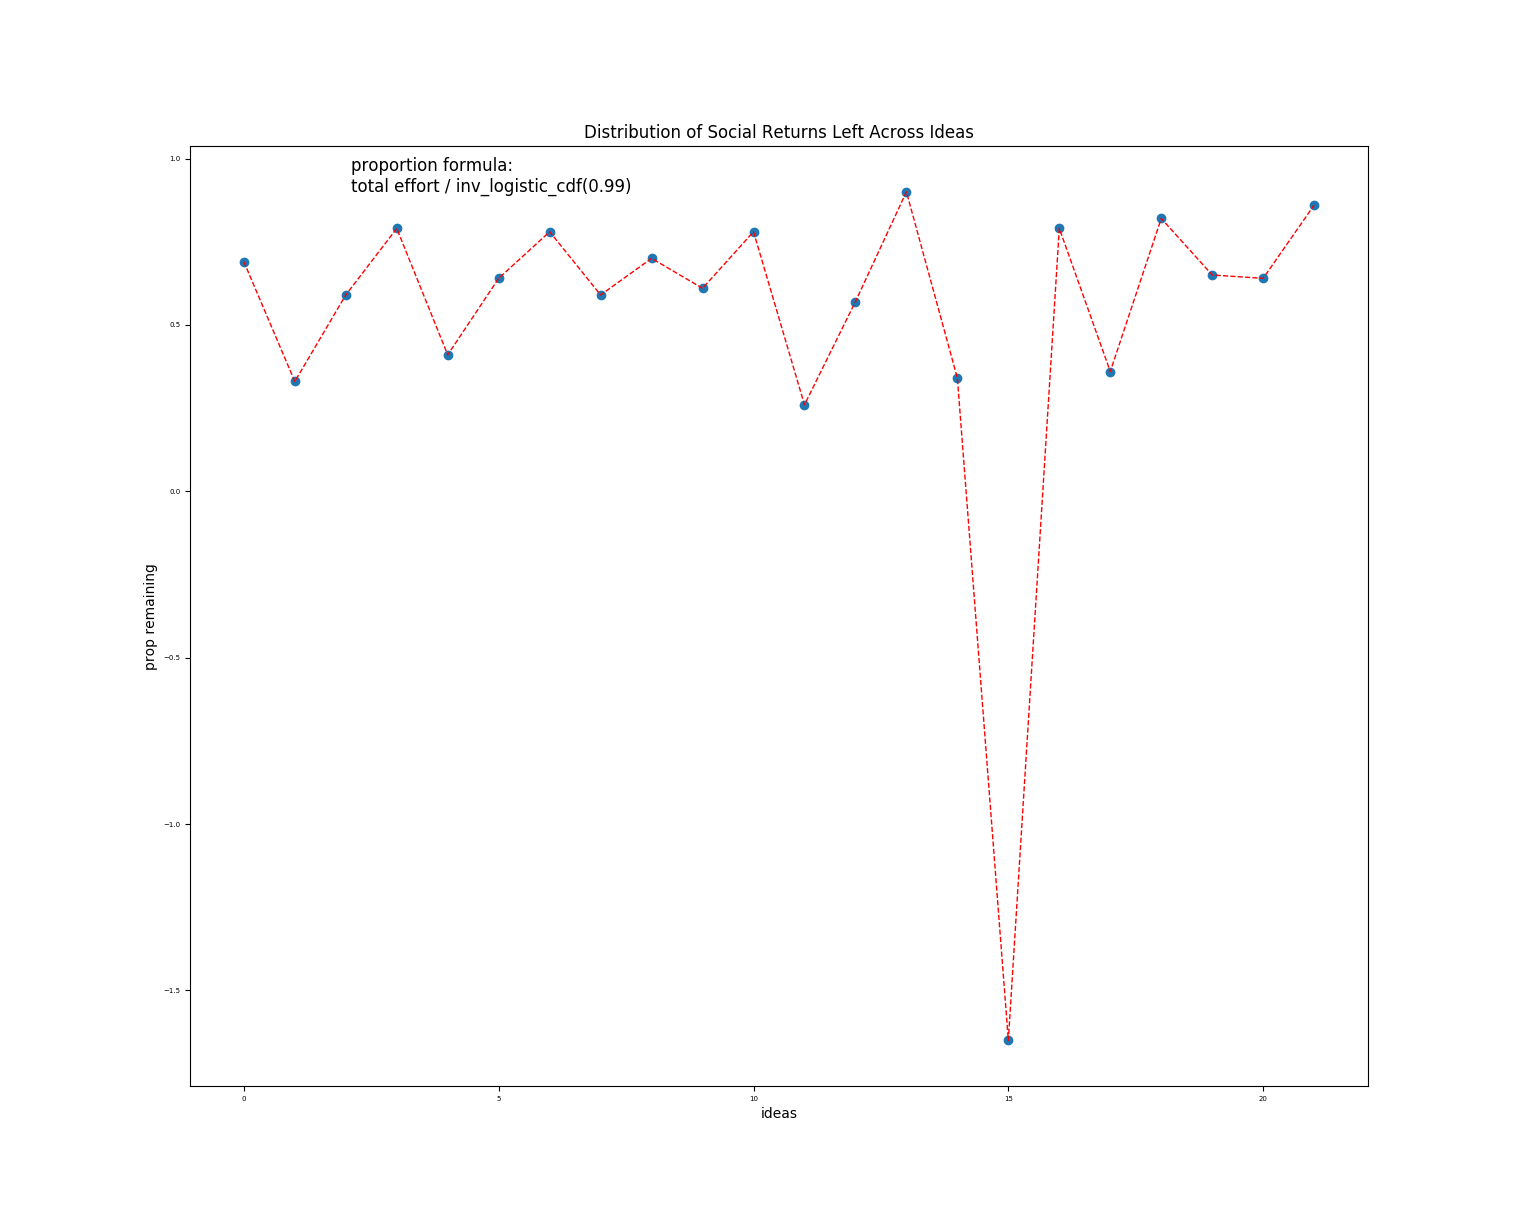 Distribution of Social Returns Left Across Ideas
proportion formula:
total effort / inv_logistic_cdf(0.99)
1.0
0.5
0.0
−0.5
−1.0
−1.5
prop remaining
0 5 10 15 20
ideas